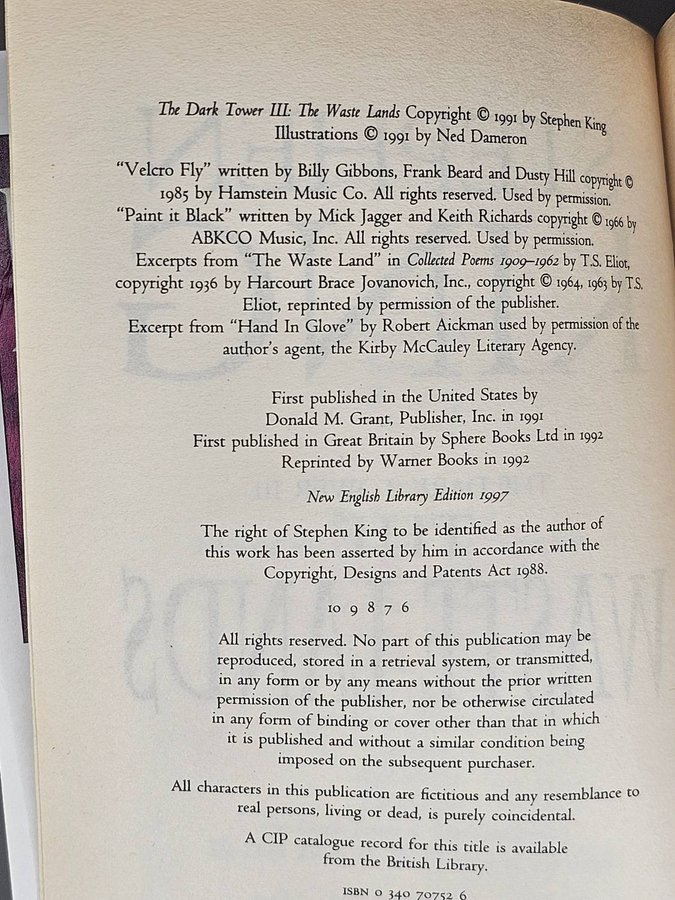 The Dark Tower III: The Waste Lands Copyright © 1991 by Stephen King
Illustrations © 1991 by Ned Dameron
“Velcro Fly” written by Billy Gibbons, Frank Beard and Dusty Hill copyright ©
1985 by Hamstein Music Co. All rights reserved. Used by permission.
“Paint it Black” written by Mick Jagger and Keith Richards copyright © 1966 by
ABKCO Music, Inc. All rights reserved. Used by permission.
Excerpts from “The Waste Land” in Collected Poems 1909–1962 by T.S. Eliot,
copyright 1936 by Harcourt Brace Jovanovich, Inc., copyright © 1964, 1963 by T.S.
Eliot, reprinted by permission of the publisher.
Excerpt from “Hand In Glove” by Robert Aickman used by permission of the
author's agent, the Kirby McCauley Literary Agency.
First published in the United States by
Donald M. Grant, Publisher, Inc. in 1991
First published in Great Britain by Sphere Books Ltd in 1992
Reprinted by Warner Books in 1992
New English Library Edition 1997
The right of Stephen King to be identified as the author of
this work has been asserted by him in accordance with the
Copyright, Designs and Patents Act 1988.
10 9 8 7 6
All rights reserved. No part of this publication may be
reproduced, stored in a retrieval system, or transmitted,
in any form or by any means without the prior written
permission of the publisher, nor be otherwise circulated
in any form of binding or cover other than that in which
it is published and without a similar condition being
imposed on the subsequent purchaser.
All characters in this publication are fictitious and any resemblance to
real persons, living or dead, is purely coincidental.
A CIP catalogue record for this title is available
from the British Library.
ISBN 0 340 70752 6